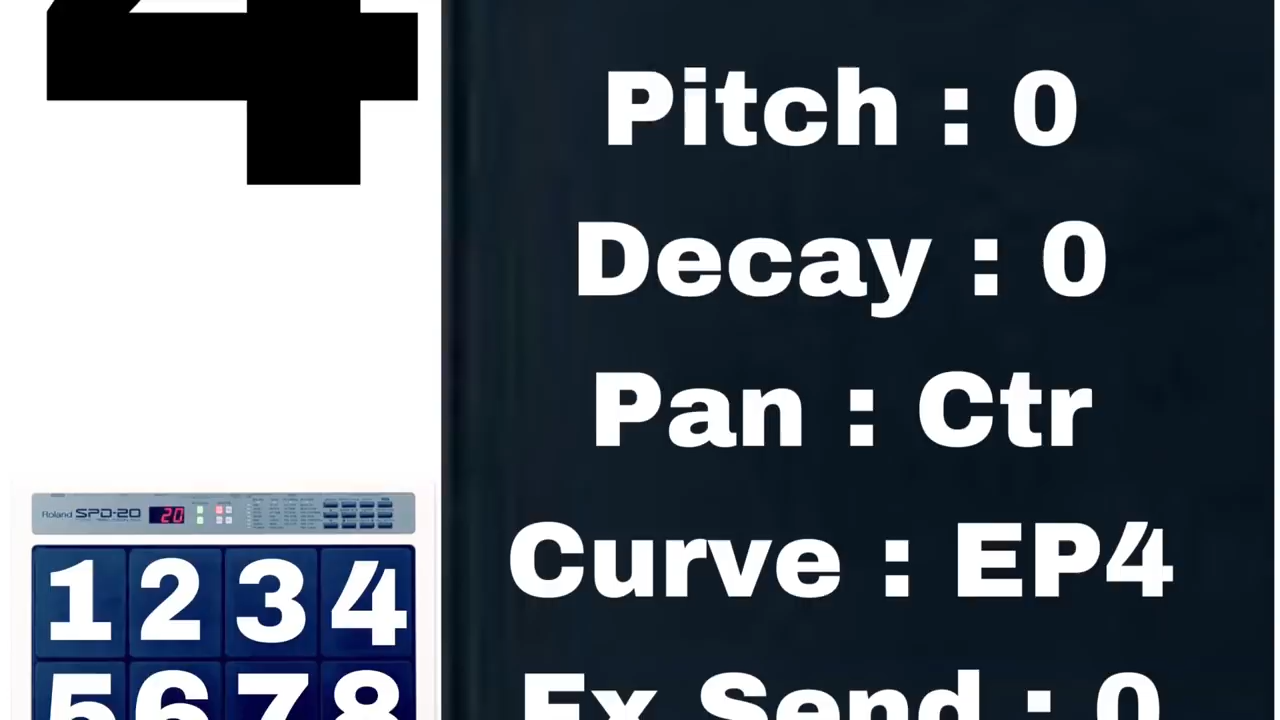 4
Pitch : 0
Decay : 0
Pan : Ctr
Curve : EP4
Fx Send : 0
Roland SPD-20
20
1 2 3 4
5 6 7 8